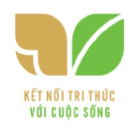 KẾT NỐI TRI THỨC
VỚI CUỘC SỐNG